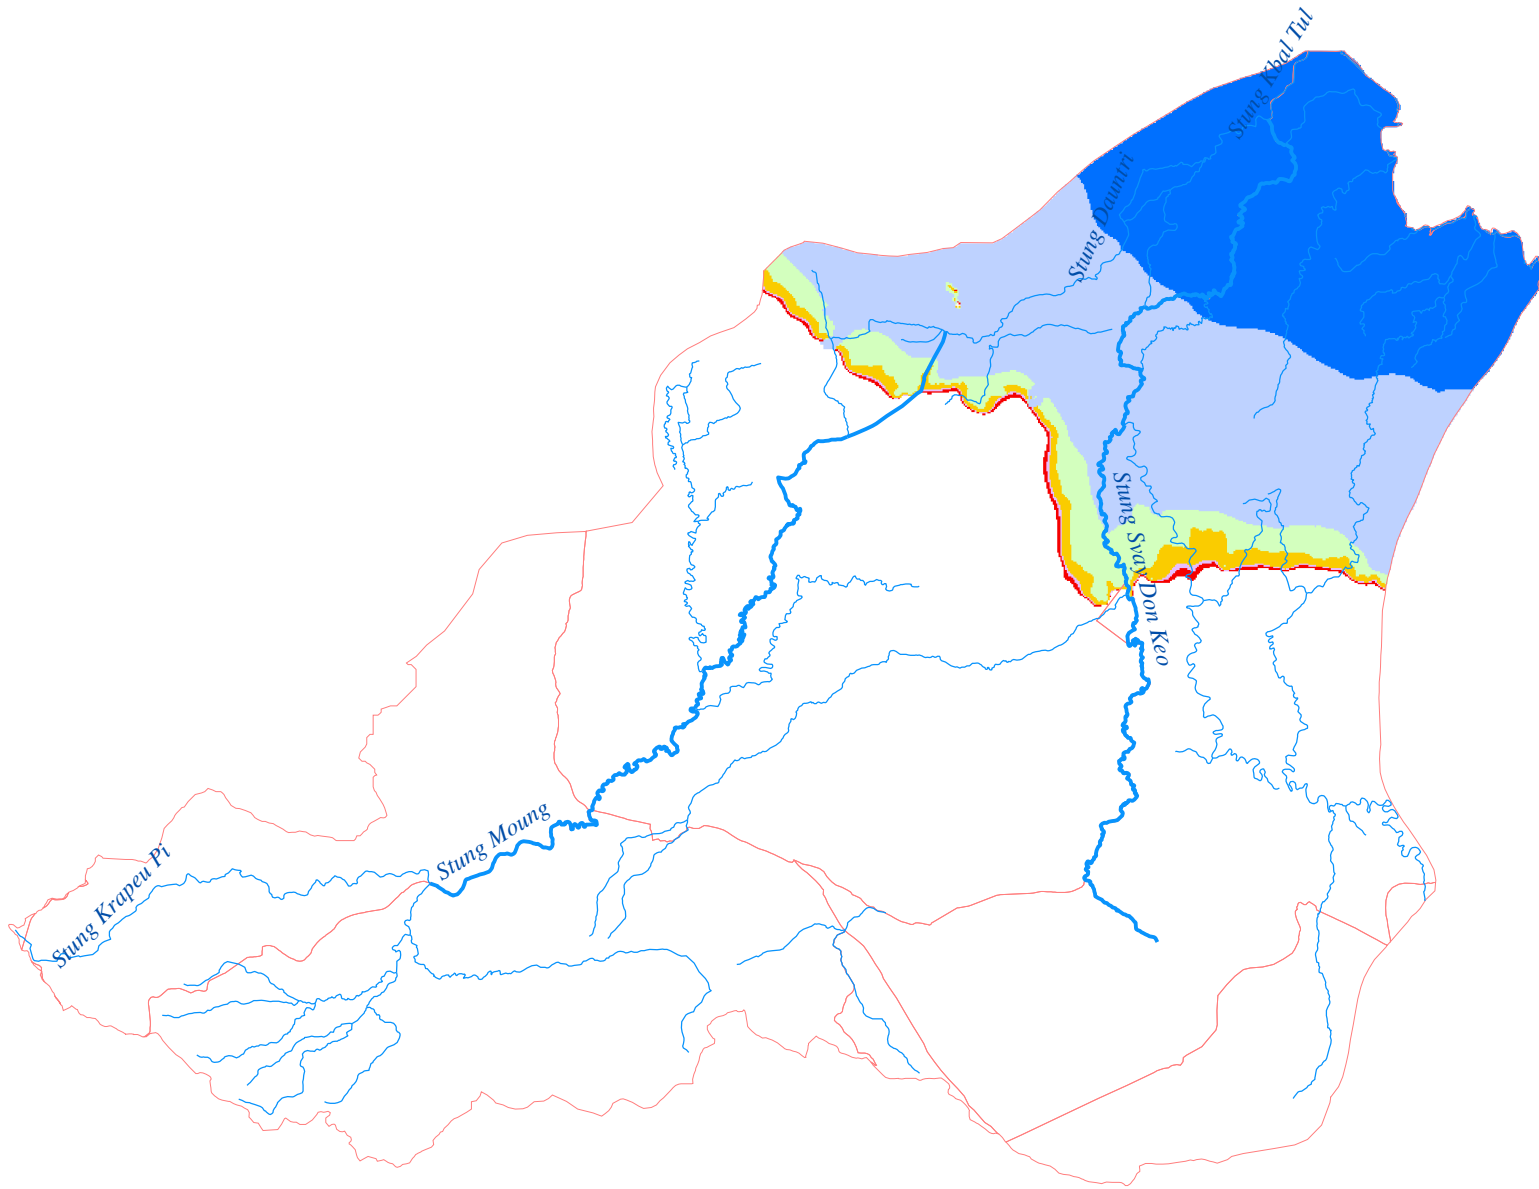 Stung Khal Tul
Stung Dauntri
Stung Svay Don Keo
Stung Moung
Stung Krapeu Pi